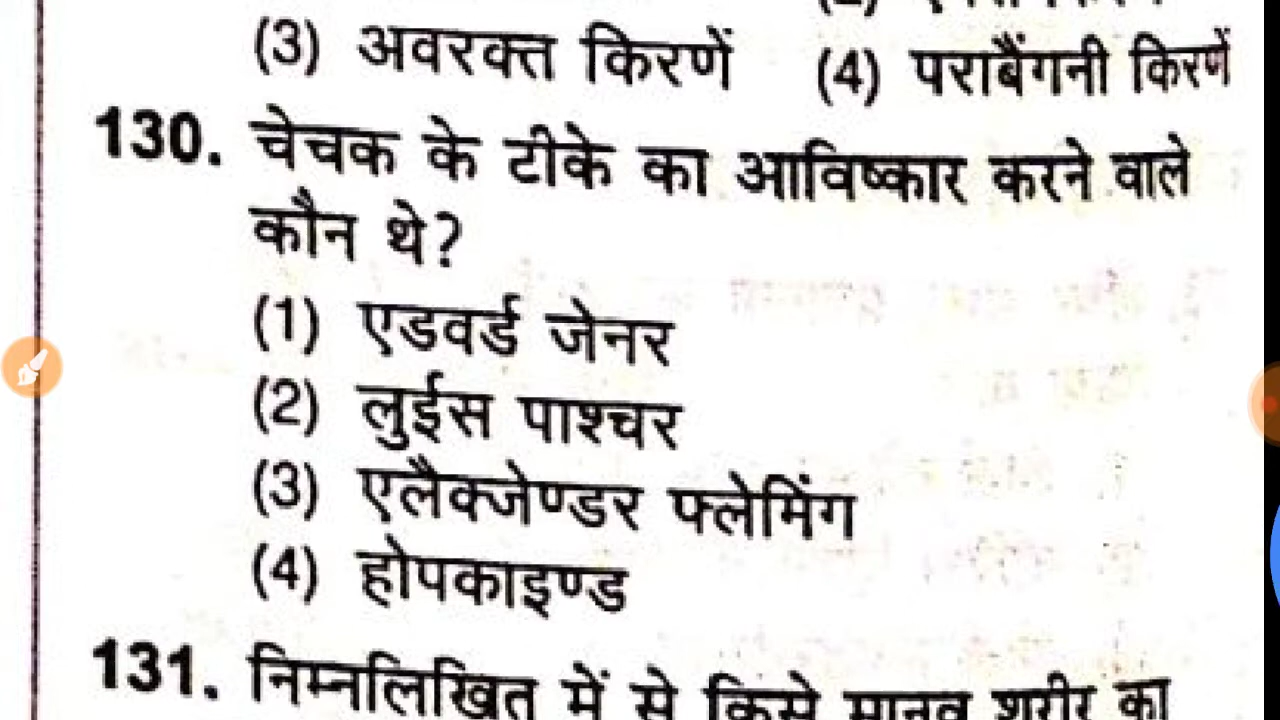 (3) अवरक्त किरणें (4) पराबैंगनी किरणें
130. चेचक के टीके का आविष्कार करने वाले
कौन थे?
(1) एडवर्ड जेनर
(2) लुईस पाश्चर
(3) एलैक्जेण्डर फ्लेमिंग
(4) होपकाइण्ड
131. निम्नलिखित में से किसे मानव शरीर का